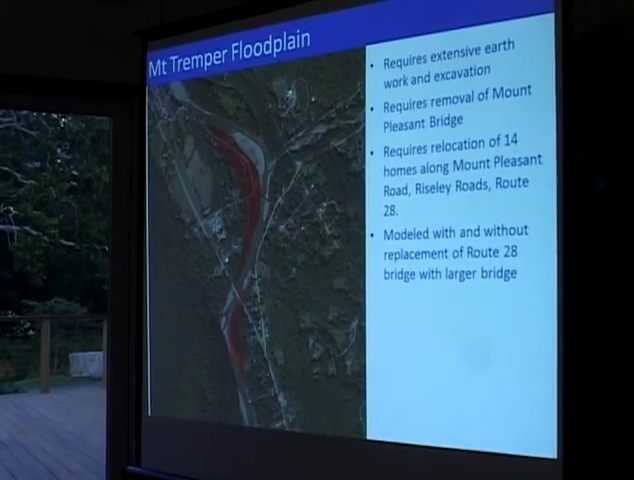 Mt Tremper Floodplain
• Requires extensive earth
work and excavation
• Requires removal of Mount
Pleasant Bridge
• Requires relocation of 14
homes along Mount Pleasant
Road, Riseley Roads, Route
28.
• Modeled with and without
replacement of Route 28
bridge with larger bridge